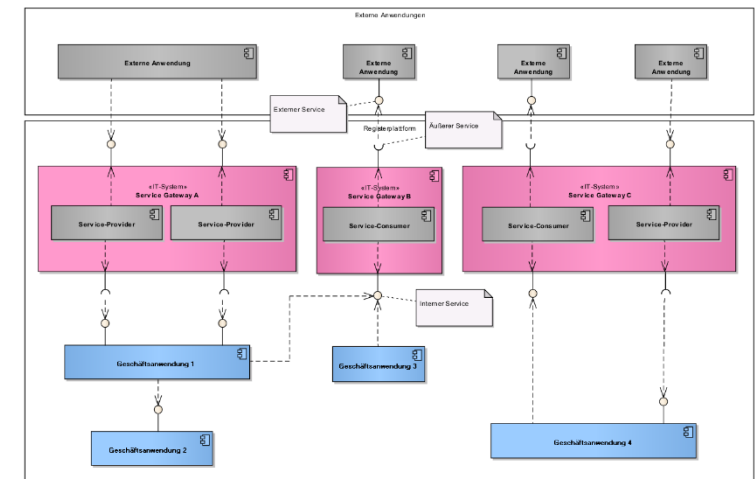 Externe Anwendungen
Externe Anwendung
Externe
Anwendung
Externe
Anwendung
Externe
Anwendung
Externer Service
Registerplattform
Äußerer Service
«IT-System»
Service Gateway A
«IT-System»
Service Gateway B
«IT-System»
Service Gateway C
Service-Provider
Service-Provider
Service-Consumer
Service-Consumer
Service-Provider
Interner Service
Geschäftsanwendung 1
Geschäftsanwendung 3
Geschäftsanwendung 2
Geschäftsanwendung 4